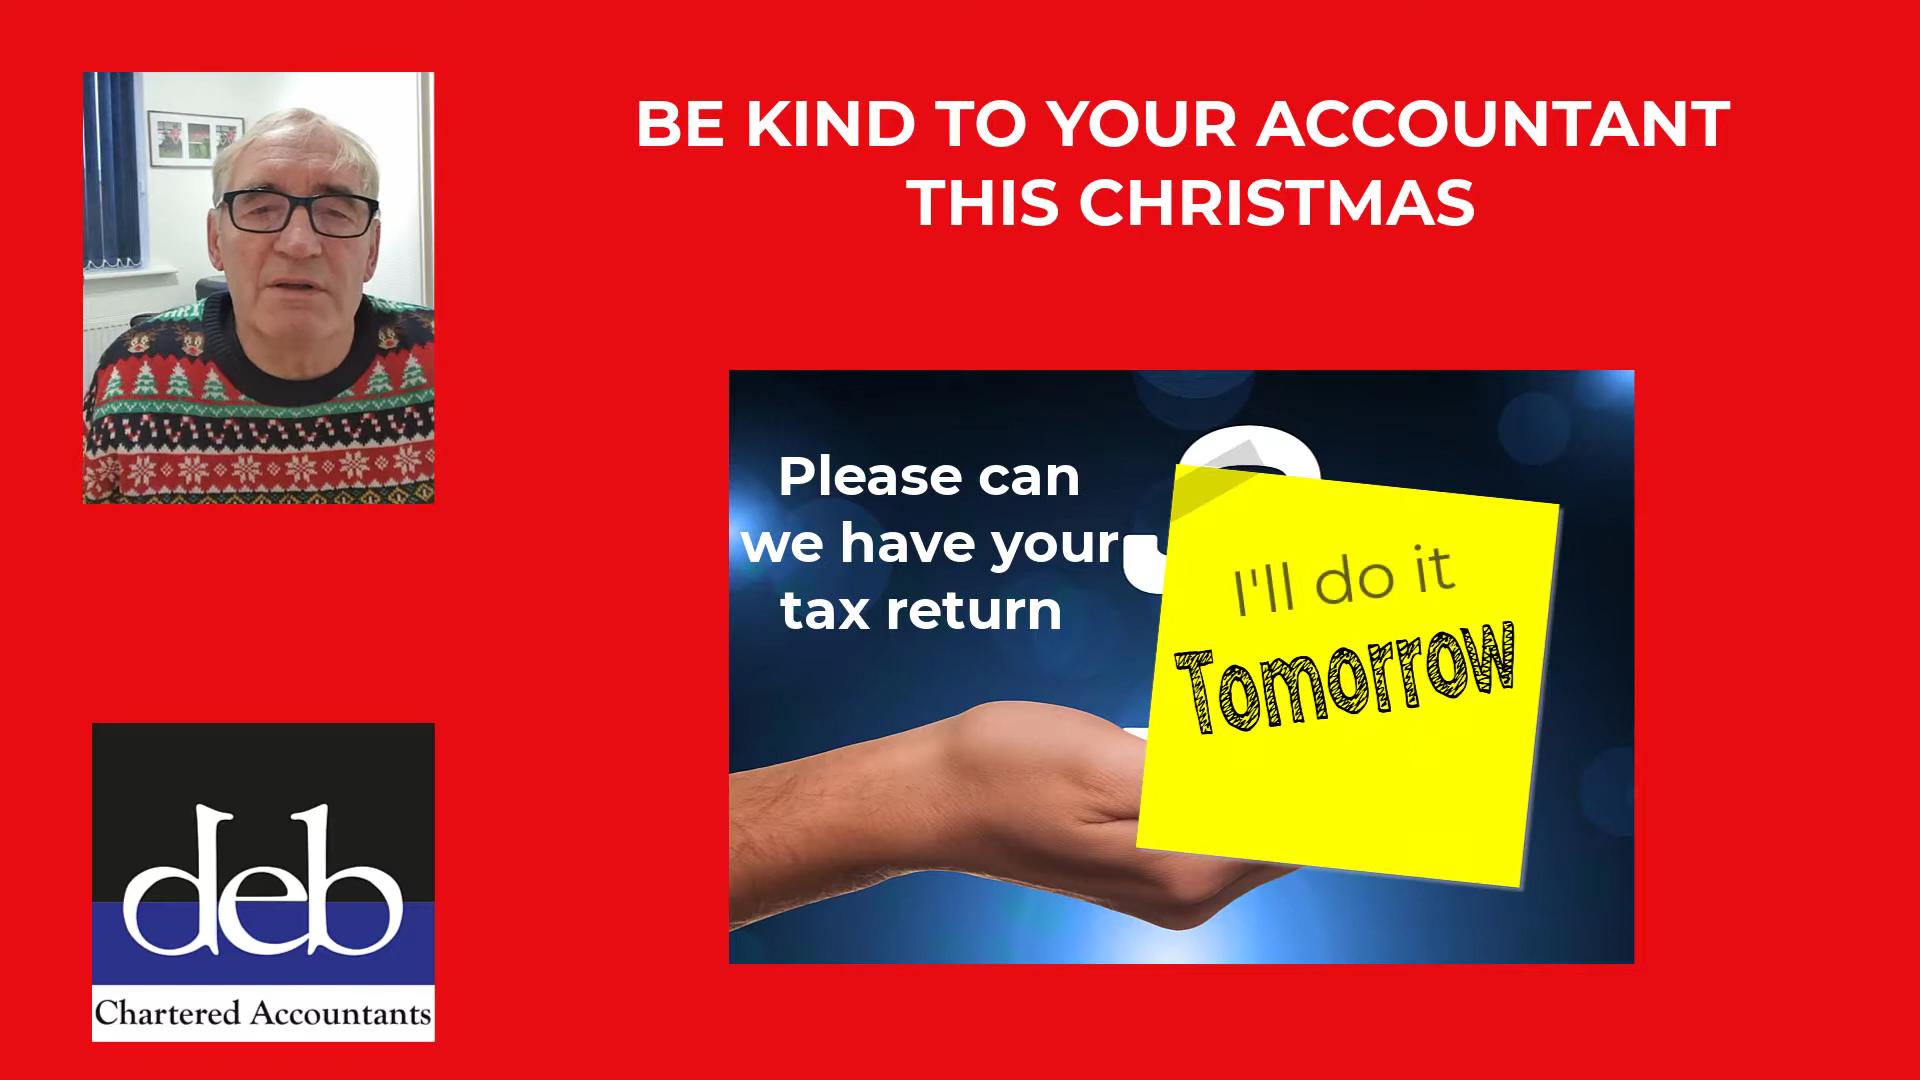 BE KIND TO YOUR ACCOUNTANT
THIS CHRISTMAS
Please can
we have your
tax return
I'll do it
Tomorrow
deb
Chartered Accountants